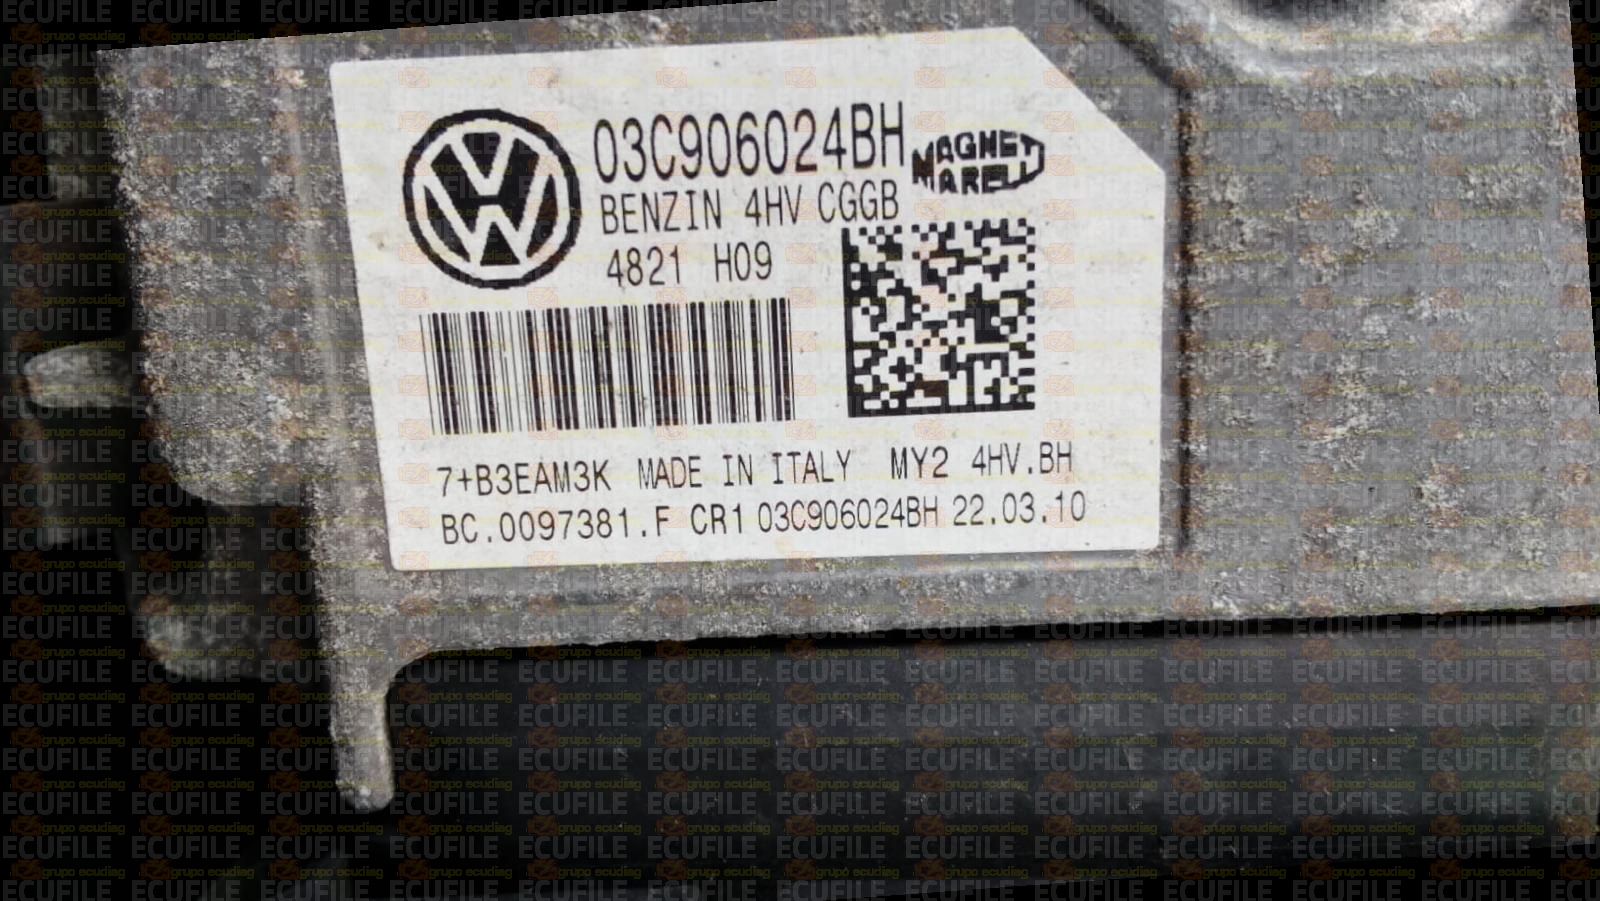 03C906024BH
MAGNETI
MARELLI
BENZIN 4HV CGGB
4821 H09
7+B3EAM3K MADE IN ITALY MY2 4HV.BH
BC.0097381.F CR1 03C906024BH 22.03.10
ECUFILE
grupo ecudiag